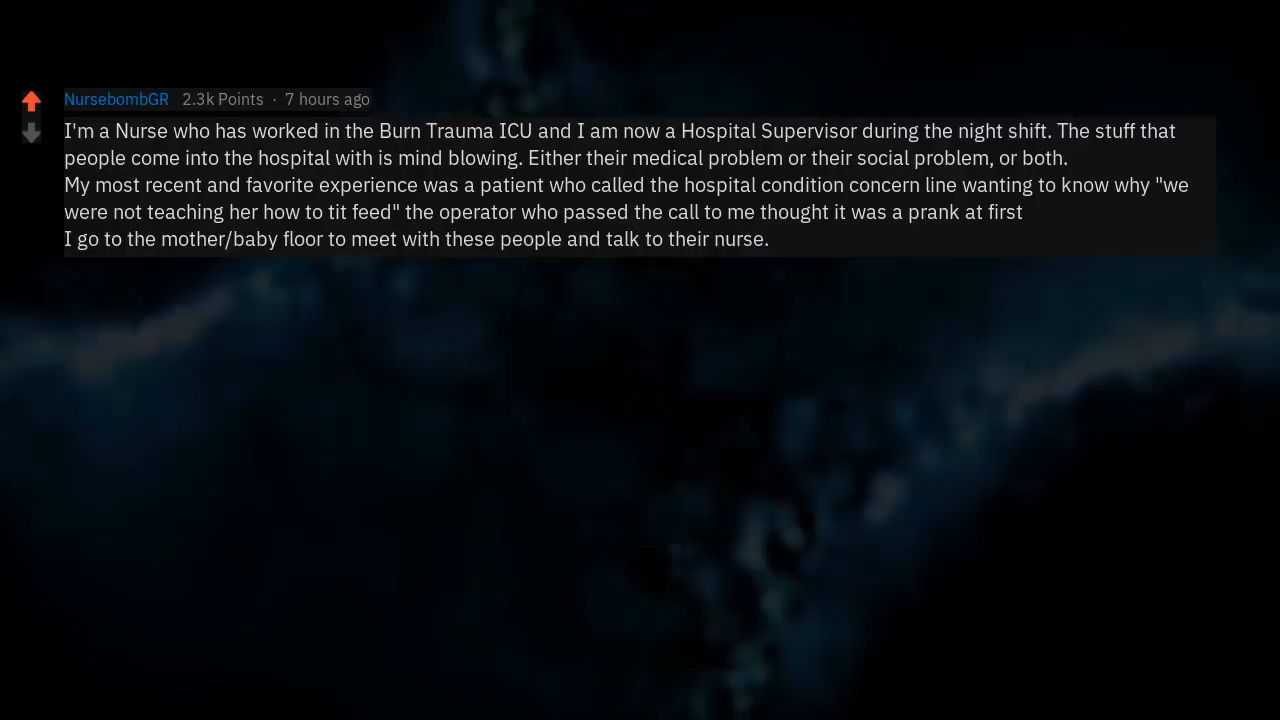 NursebombGR 2.3k Points · 7 hours ago
I'm a Nurse who has worked in the Burn Trauma ICU and I am now a Hospital Supervisor during the night shift. The stuff that
people come into the hospital with is mind blowing. Either their medical problem or their social problem, or both.
My most recent and favorite experience was a patient who called the hospital condition concern line wanting to know why "we
were not teaching her how to tit feed" the operator who passed the call to me thought it was a prank at first
I go to the mother/baby floor to meet with these people and talk to their nurse.